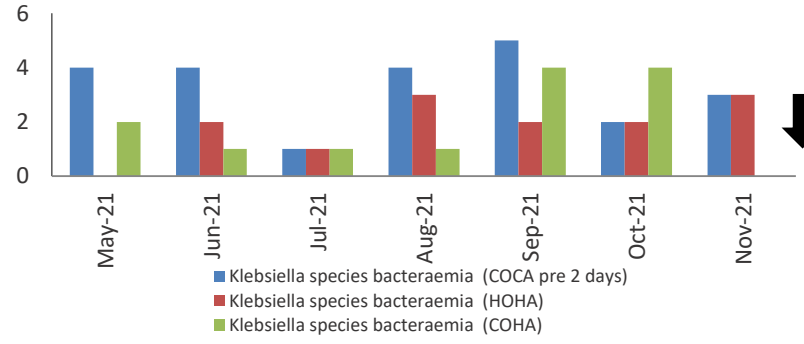 6
4
2
0
May-21
Jun-21
Jul-21
Aug-21
Sep-21
Oct-21
Nov-21
Klebsiella species bacteraemia (COCA pre 2 days)
Klebsiella species bacteraemia (HOHA)
Klebsiella species bacteraemia (COHA)